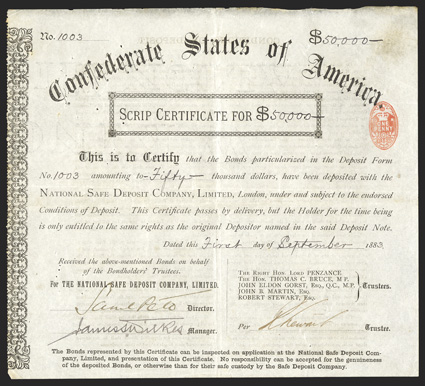 No. 1003
$50,000
Confederate States of America
SCRIP CERTIFICATE FOR $50,000
ONE PENNY
This is to Certify that the Bonds particularized in the Deposit Form
No. 1003 amounting to Fifty thousand dollars, have been deposited with the
NATIONAL SAFE DEPOSIT COMPANY, LIMITED, London, under and subject to the endorsed
Conditions of Deposit. This Certificate passes by delivery, but the Holder for the time being
is only entitled to the same rights as the original Depositor named in the said Deposit Note.
Dated this First day of September 1883.
Received the above-mentioned Bonds on behalf
of the Bondholders' Trustees.
FOR THE NATIONAL SAFE DEPOSIT COMPANY, LIMITED.
Director.
Manager.
THE RIGHT HON. LORD PENZANCE
THE HON. THOMAS C. BRUCE, M.P.
JOHN ELDON GORST, ESQ., Q.C., M.P.
JOHN B. MARTIN, ESQ.
ROBERT STEWART, ESQ.
Trustees.
Per Stewart Trustee.
The Bonds represented by this Certificate can be inspected on application at the National Safe Deposit Com-
pany, Limited, and presentation of this Certificate. No responsibility can be accepted for the genuineness
of the deposited Bonds, or otherwise than for their safe custody by the Safe Deposit Company.